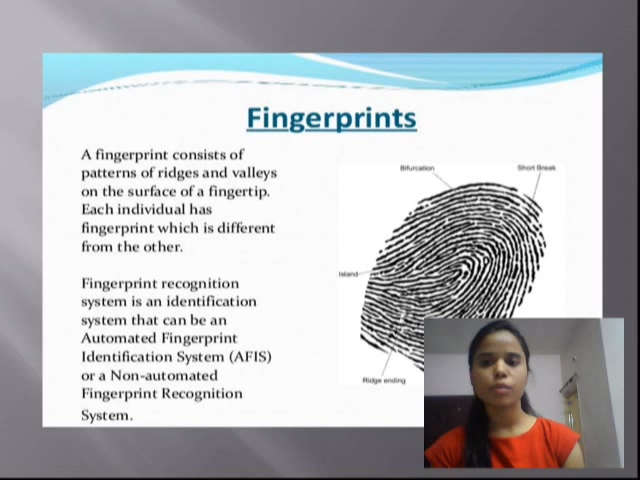 Fingerprints
A fingerprint consists of
patterns of ridges and valleys
on the surface of a fingertip.
Each individual has
fingerprint which is different
from the other.
Fingerprint recognition
system is an identification
system that can be an
Automated Fingerprint
Identification System (AFIS)
or a Non-automated
Fingerprint Recognition
System.
Bifurcation
Short Break
Island
Ridge ending